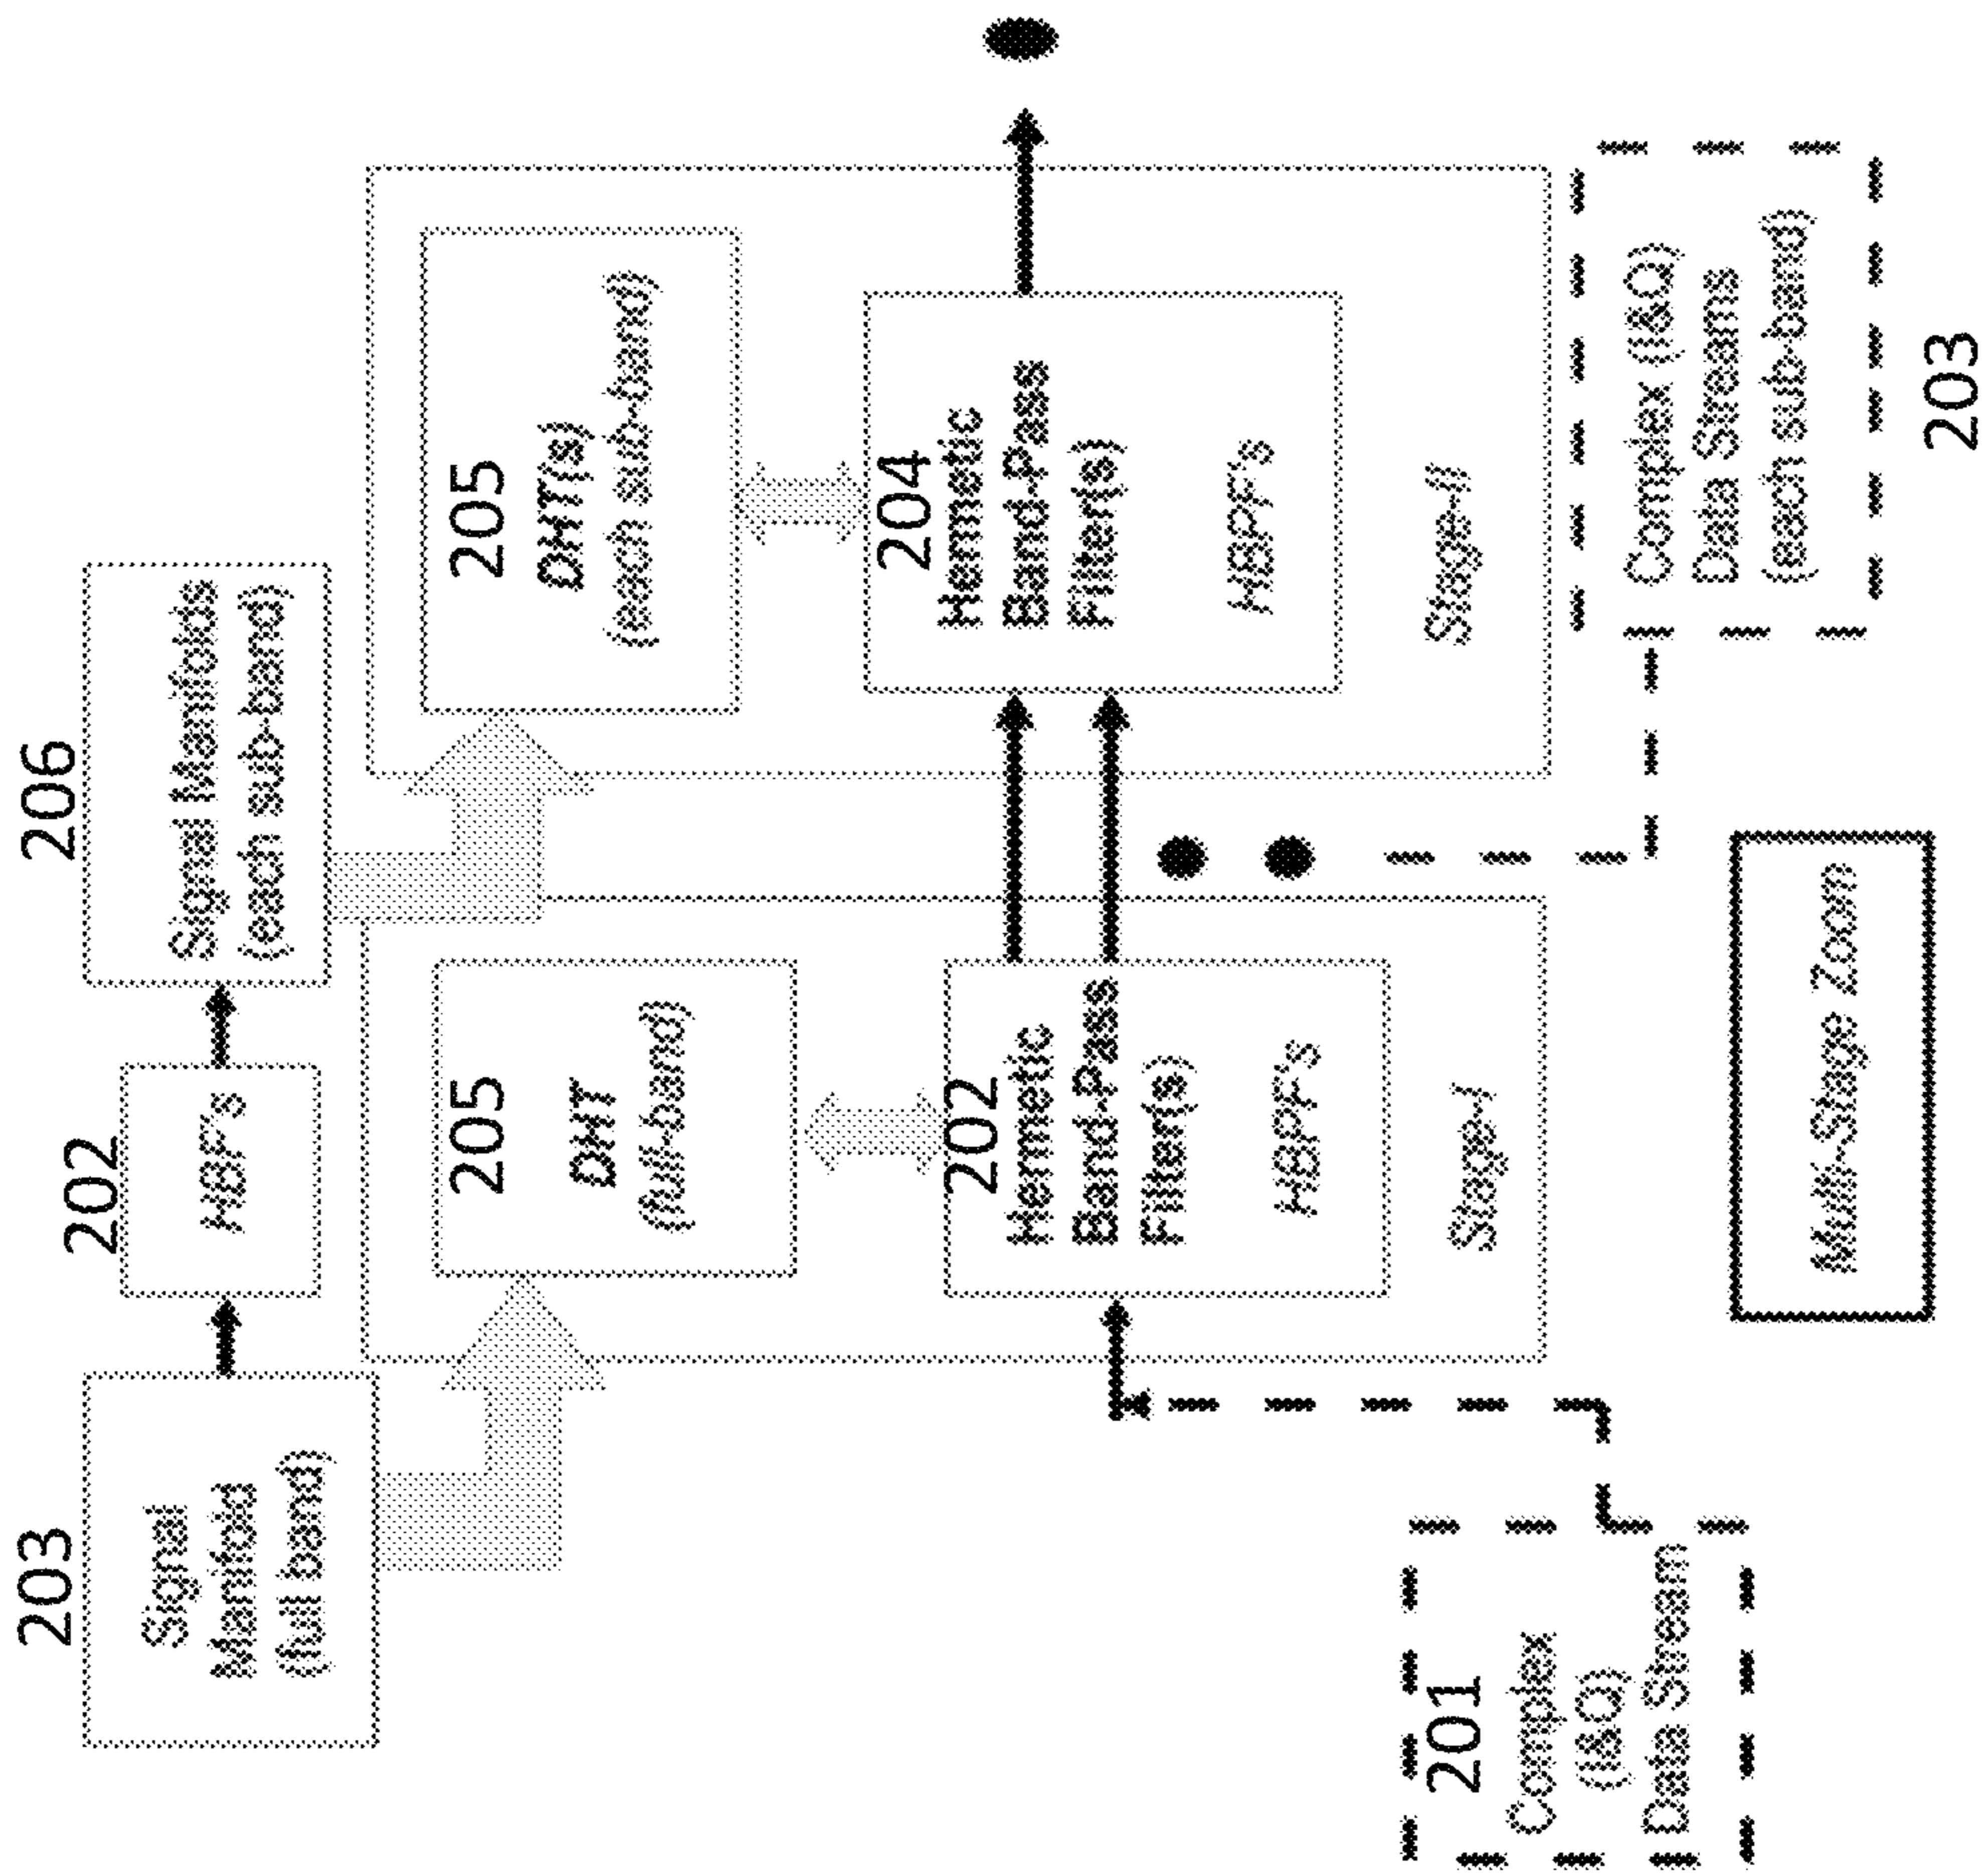 203
Signal
Manifold
(full band)
202
HBF's
206
Signal Manifolds
(each sub-band)
205
DHT
(full-band)
202
Hermetic
Band-Pass
Filter(s)
HBPF's
Stage-I
205
DHT(s)
(each sub-band)
204
Hermetic
Band-Pass
Filter(s)
HBPF's
Stage-II
201
Complex
(I&Q)
Data Stream
Multi-Stage Zoom
Complex (I&Q)
Data Streams
(each sub-band)
203